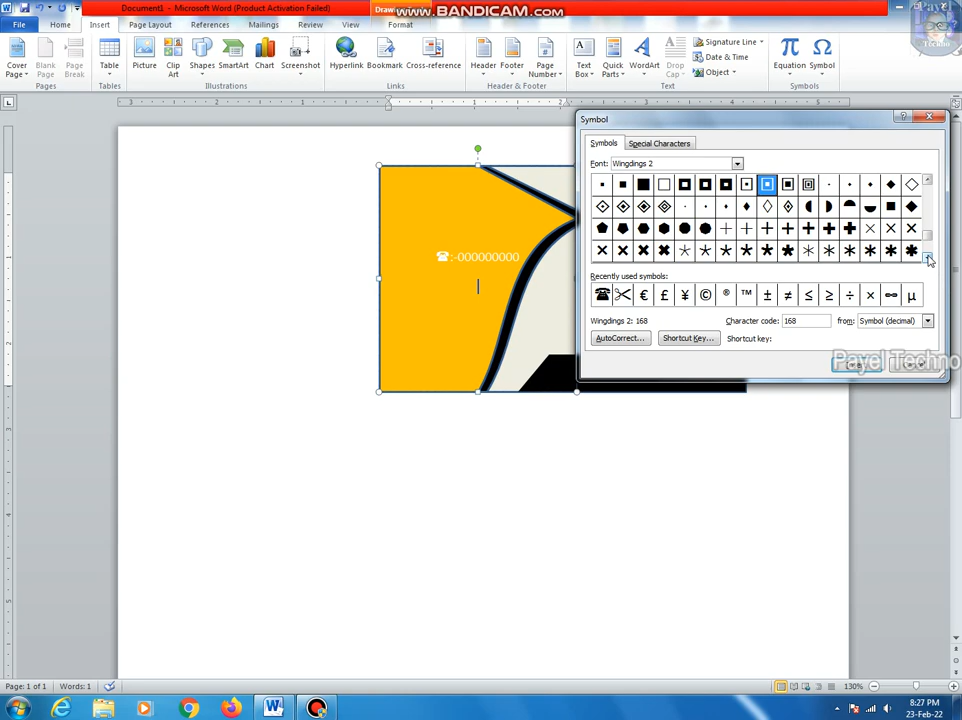 Document1 - Microsoft Word (Product Activation Failed)
www.BANDICAM.com
File Home Insert Page Layout References Mailings Review View Format
Cover Page Blank Page Page Break Table Picture Clip Art Shapes SmartArt Chart Screenshot Hyperlink Bookmark Cross-reference Header Footer Page Number Text Box Quick Parts WordArt Drop Cap Signature Line Date & Time Object Equation Symbol
Pages Tables Illustrations Links Header & Footer Text Symbols
Symbol
Symbols Special Characters
Font: Wingdings 2
☎:-000000000
Recently used symbols:
☎ ✂ € £ ¥ © ® ™ ± ≠ ≤ ≥ ÷ × ∞ µ
Wingdings 2: 168 Character code: 168 from: Symbol (decimal)
AutoCorrect... Shortcut Key... Shortcut key:
Payel Techno
Page: 1 of 1 Words: 1 130%
8:27 PM
23-Feb-22